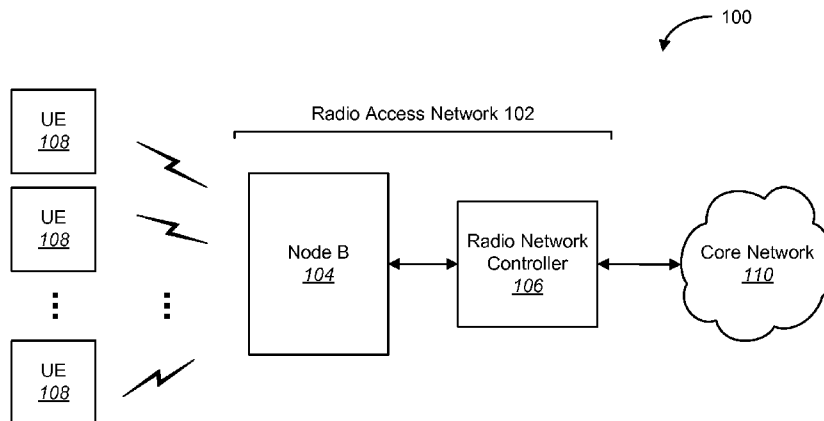 100
Radio Access Network 102
UE
108
UE
108
UE
108
Node B
104
Radio Network
Controller
106
Core Network
110